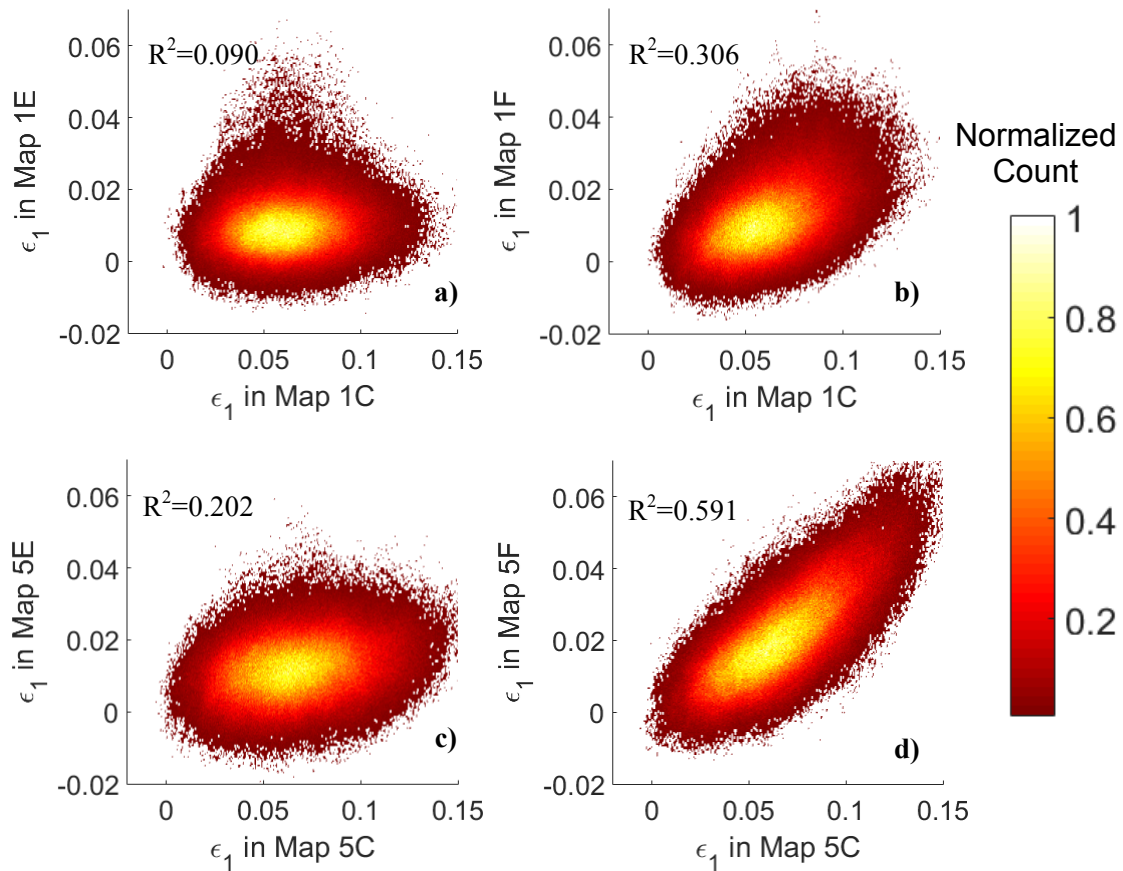 R²=0.090
0.06
0.04
0.02
0
-0.02
ϵ₁ in Map 1E
a)
0 0.05 0.1 0.15
ϵ₁ in Map 1C
R²=0.306
0.06
0.04
0.02
0
-0.02
ϵ₁ in Map 1F
b)
0 0.05 0.1 0.15
ϵ₁ in Map 1C
Normalized
Count
1
0.8
0.6
0.4
0.2
R²=0.202
0.06
0.04
0.02
0
-0.02
ϵ₁ in Map 5E
c)
0 0.05 0.1 0.15
ϵ₁ in Map 5C
R²=0.591
0.06
0.04
0.02
0
-0.02
ϵ₁ in Map 5F
d)
0 0.05 0.1 0.15
ϵ₁ in Map 5C